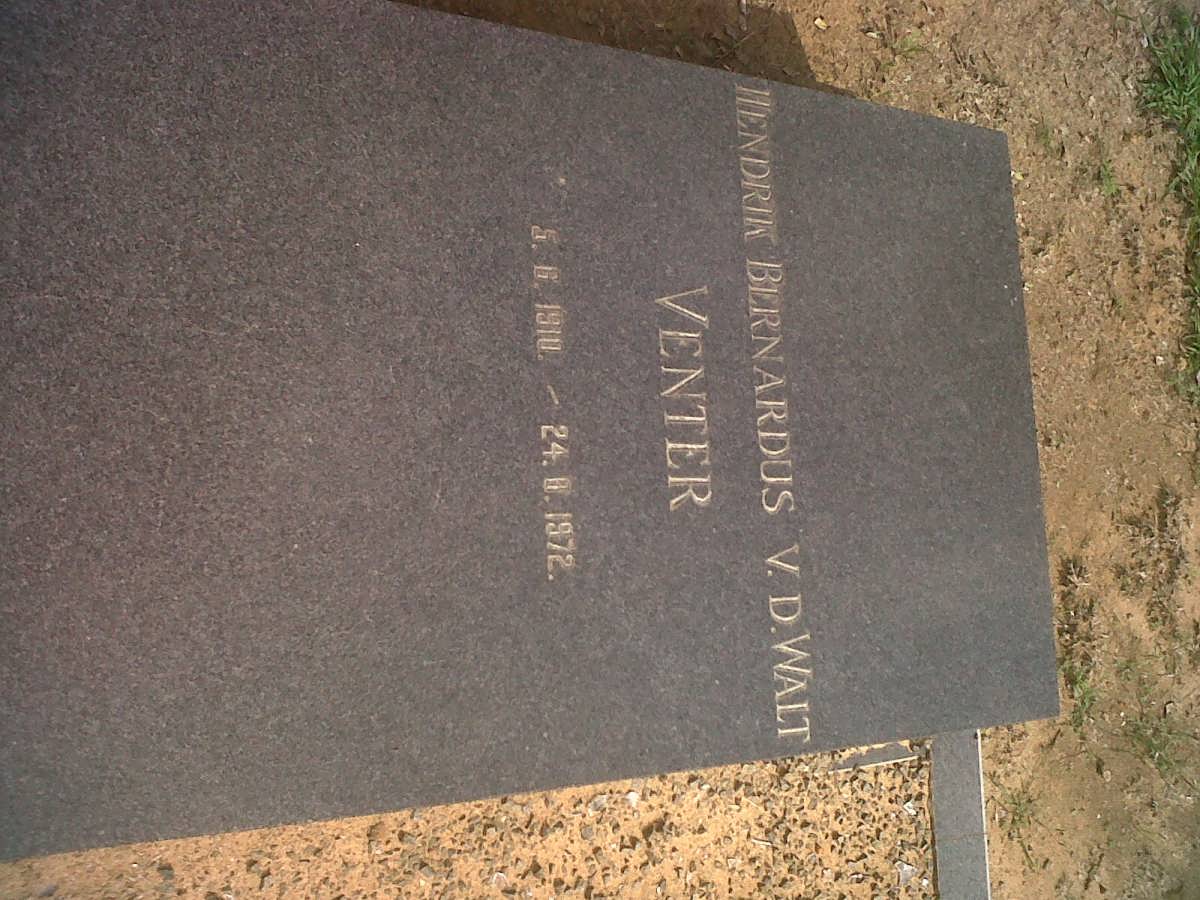 HENDRIK BERNARDUS V.D.WALT
VENTER
5.6.1910. - 24.8.1972.